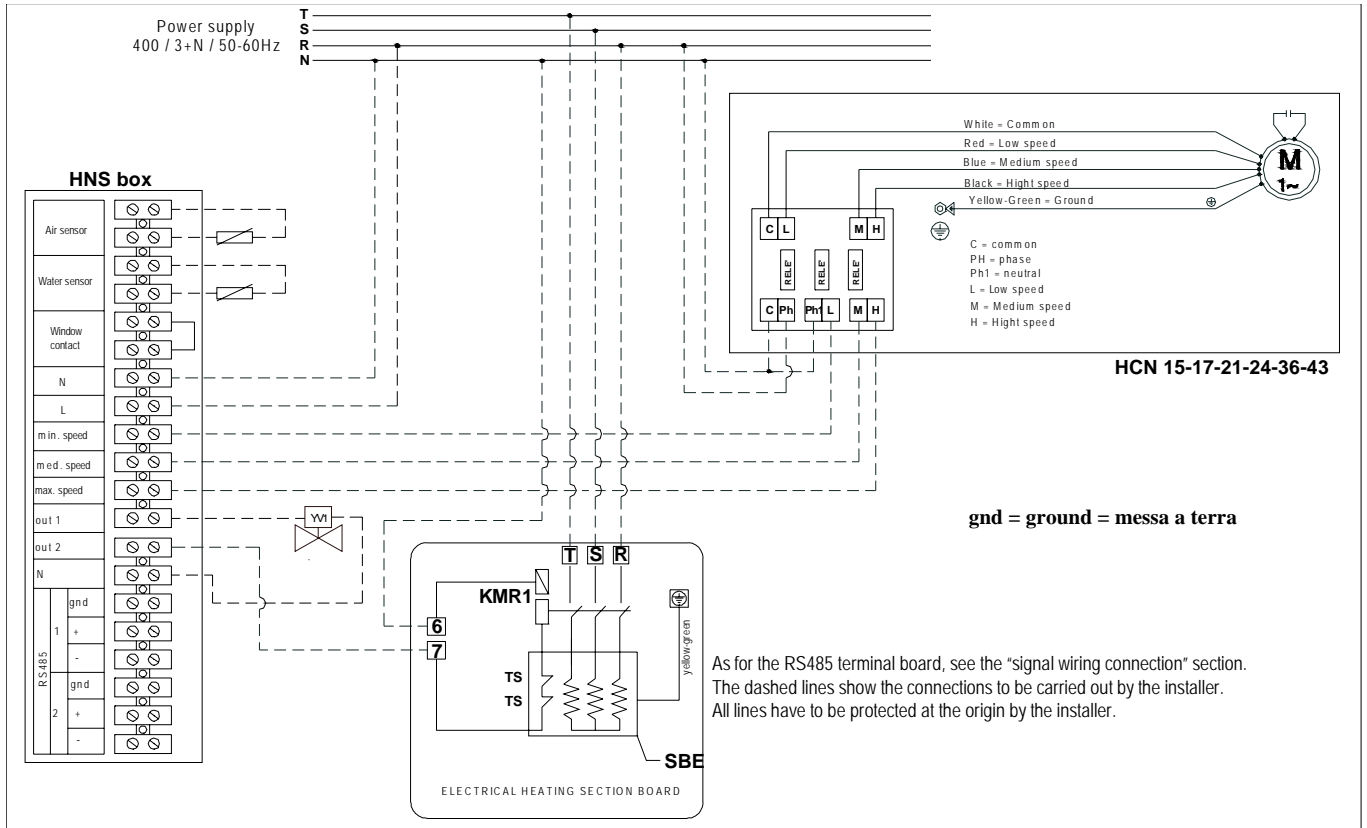 Power supply
400 / 3+N / 50-60Hz
T
S
R
N
HNS box
Air sensor
Water sensor
Window
contact
N
L
min. speed
med. speed
max. speed
out 1
out 2
N
RS485
1
gnd
+
-
2
gnd
+
-
YV1
White = Common
Red = Low speed
Blue = Medium speed
Black = Hight speed
Yellow-Green = Ground
M
1~
C L
M H
RELE'
RELE'
RELE'
C Ph
Ph1 L
M H
C = common
PH = phase
Ph1 = neutral
L = Low speed
M = Medium speed
H = Hight speed
HCN 15-17-21-24-36-43
gnd = ground = messa a terra
T S R
KMR1
6
7
TS
TS
yellow-green
SBE
ELECTRICAL HEATING SECTION BOARD
As for the RS485 terminal board, see the “signal wiring connection” section.
The dashed lines show the connections to be carried out by the installer.
All lines have to be protected at the origin by the installer.